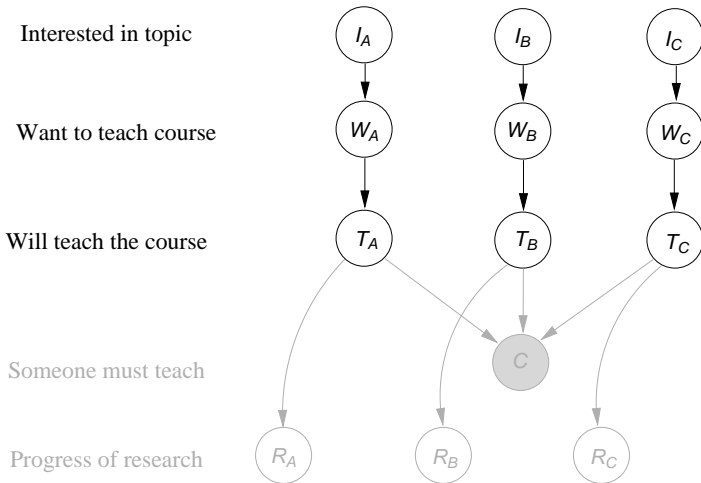 Interested in topic I_A I_B I_C
Want to teach course W_A W_B W_C
Will teach the course T_A T_B T_C
Someone must teach C
Progress of research R_A R_B R_C